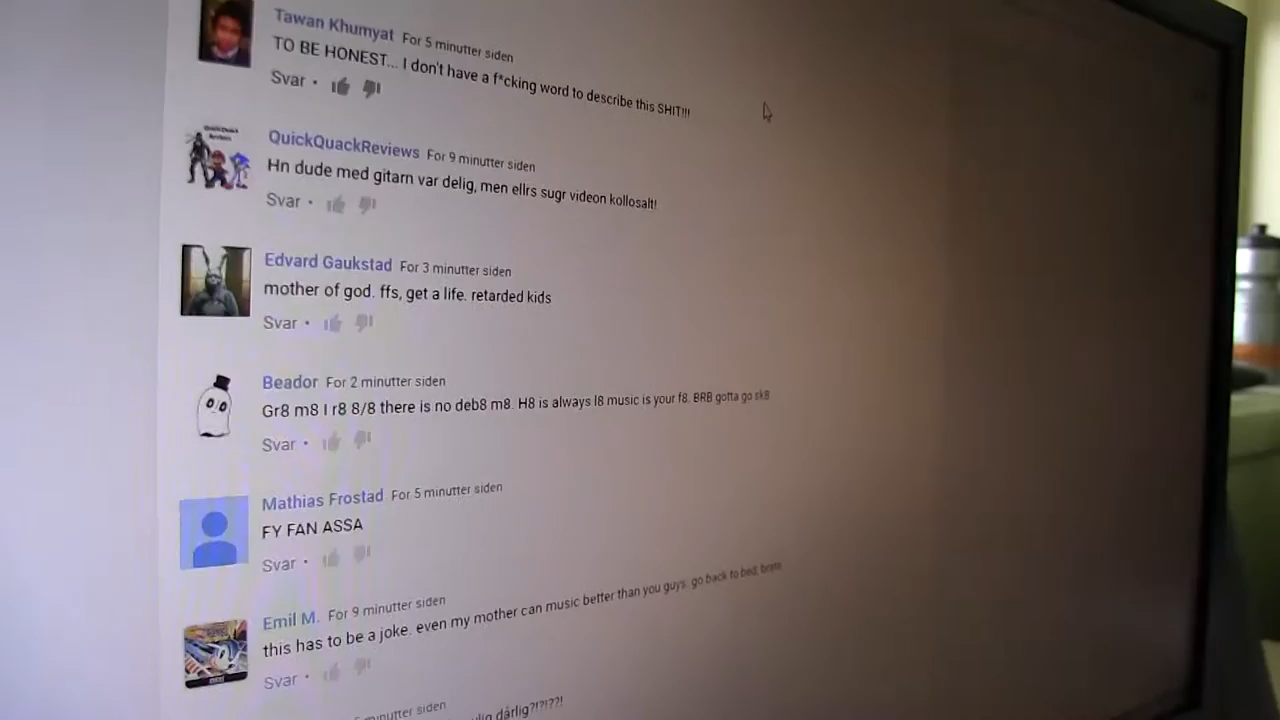 Tawan Khumyat For 5 minutter siden
TO BE HONEST... I don't have a f*cking word to describe this SHIT!!!
Svar •
QuickQuackReviews For 9 minutter siden
Hn dude med gitarn var delig, men ellrs sugr videon kollosalt!
Svar •
Edvard Gaukstad For 3 minutter siden
mother of god. ffs, get a life. retarded kids
Svar •
Beador For 2 minutter siden
Gr8 m8 I r8 8/8 there is no deb8 m8. H8 is always l8 music is your f8. BRB gotta go sk8
Svar •
Mathias Frostad For 5 minutter siden
FY FAN ASSA
Svar •
Emil M. For 9 minutter siden
this has to be a joke. even my mother can music better than you guys. go back to bed, brats
Svar •
minutter siden
dårlig?!?!??!